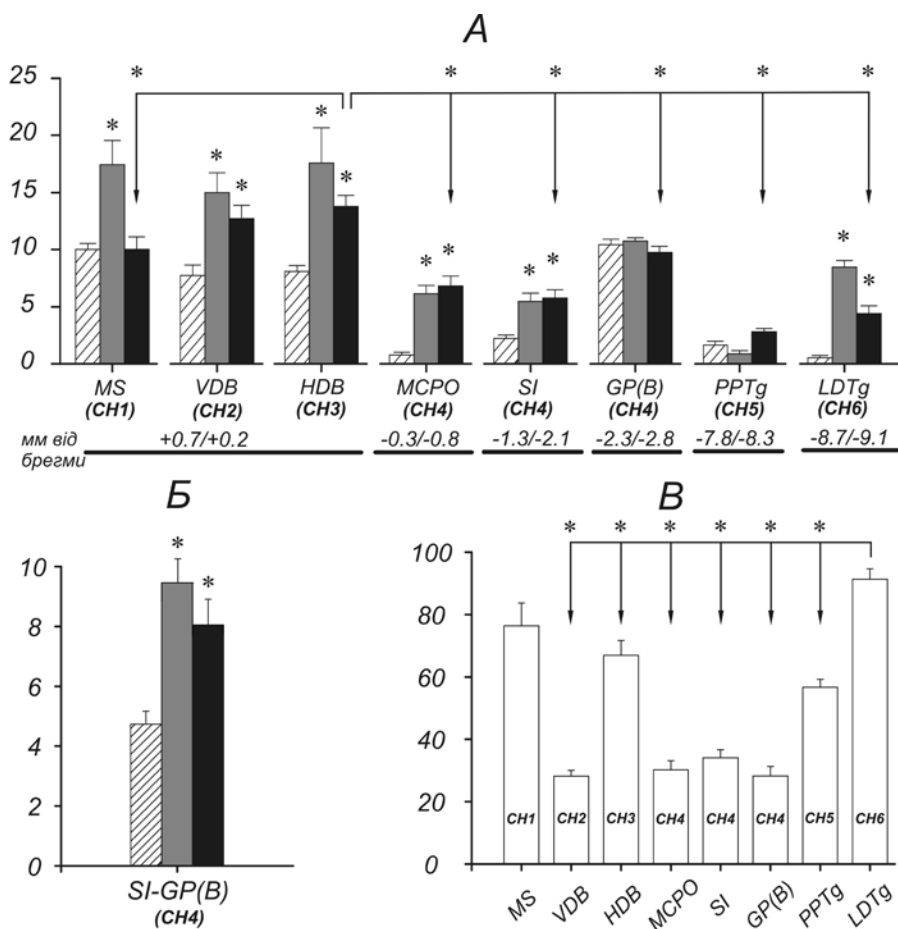 А
* * * * * *
25
20
15
10
5
0
* * * * * * * * * * *
MS VDB HDB MCPO SI GP(B) PPTg LDTg
(CH1) (CH2) (CH3) (CH4) (CH4) (CH4) (CH5) (CH6)
мм від +0.7/+0.2 -0.3/-0.8 -1.3/-2.1 -2.3/-2.8 -7.8/-8.3 -8.7/-9.1
брегми
Б
10
8
6
4
2
0
* *
SI-GP(B)
(CH4)
В
* * * * * *
100
80
60
40
20
0
CH1 CH2 CH3 CH4 CH4 CH4 CH5 CH6
MS VDB HDB MCPO SI GP(B) PPTg LDTg